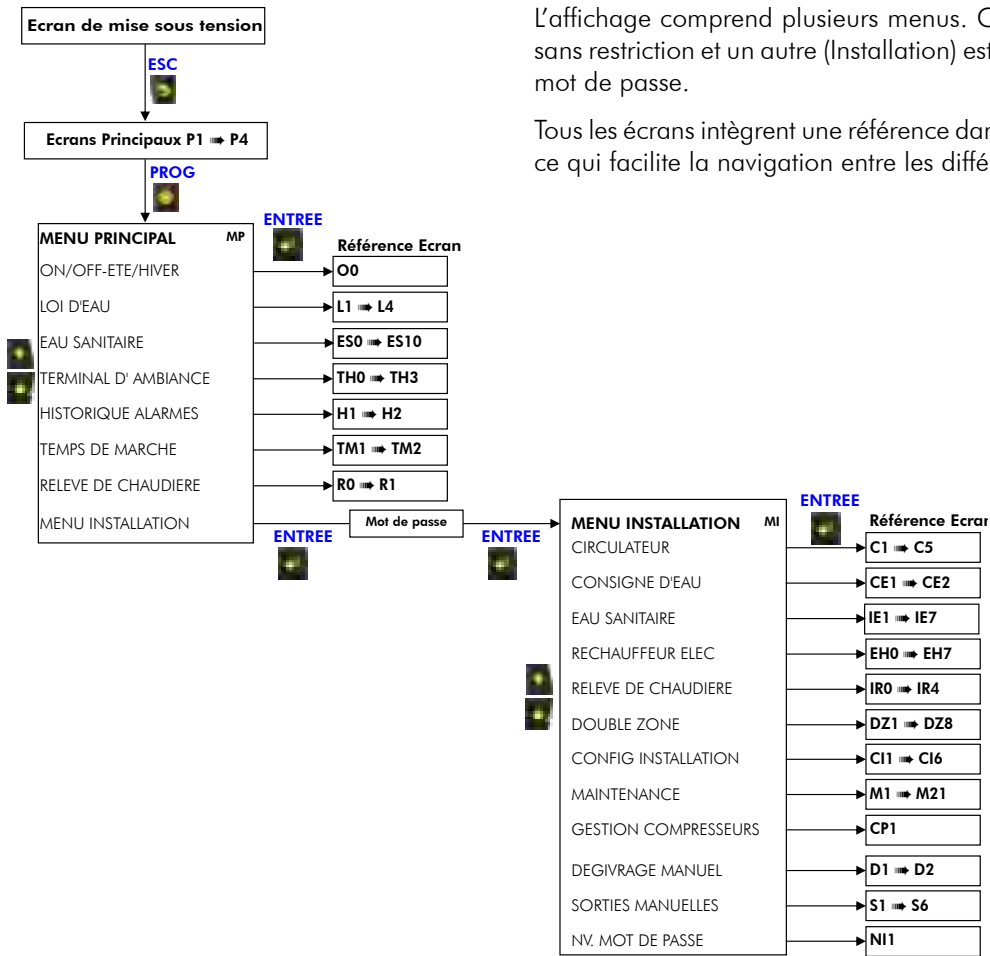 L'affichage comprend plusieurs menus.
sans restriction et un autre (Installation)
mot de passe.
Tous les écrans intègrent une référence
ce qui facilite la navigation entre les
Ecran de mise sous tension
ESC
Ecrans Principaux P1 ➠ P4
PROG
ENTREE
MENU PRINCIPAL MP
Référence Ecran
ON/OFF-ETE/HIVER
O0
LOI D'EAU
L1 ➠ L4
EAU SANITAIRE
ES0 ➠ ES10
TERMINAL D' AMBIANCE
TH0 ➠ TH3
HISTORIQUE ALARMES
H1 ➠ H2
TEMPS DE MARCHE
TM1 ➠ TM2
RELEVE DE CHAUDIERE
R0 ➠ R1
MENU INSTALLATION
Mot de passe
ENTREE
ENTREE
ENTREE
MENU INSTALLATION MI
Référence Ecran
CIRCULATEUR
C1 ➠ C5
CONSIGNE D'EAU
CE1 ➠ CE2
EAU SANITAIRE
IE1 ➠ IE7
RECHAUFFEUR ELEC
EH0 ➠ EH7
RELEVE DE CHAUDIERE
IR0 ➠ IR4
DOUBLE ZONE
DZ1 ➠ DZ8
CONFIG INSTALLATION
CI1 ➠ CI6
MAINTENANCE
M1 ➠ M21
GESTION COMPRESSEURS
CP1
DEGIVRAGE MANUEL
D1 ➠ D2
SORTIES MANUELLES
S1 ➠ S6
NV. MOT DE PASSE
NI1